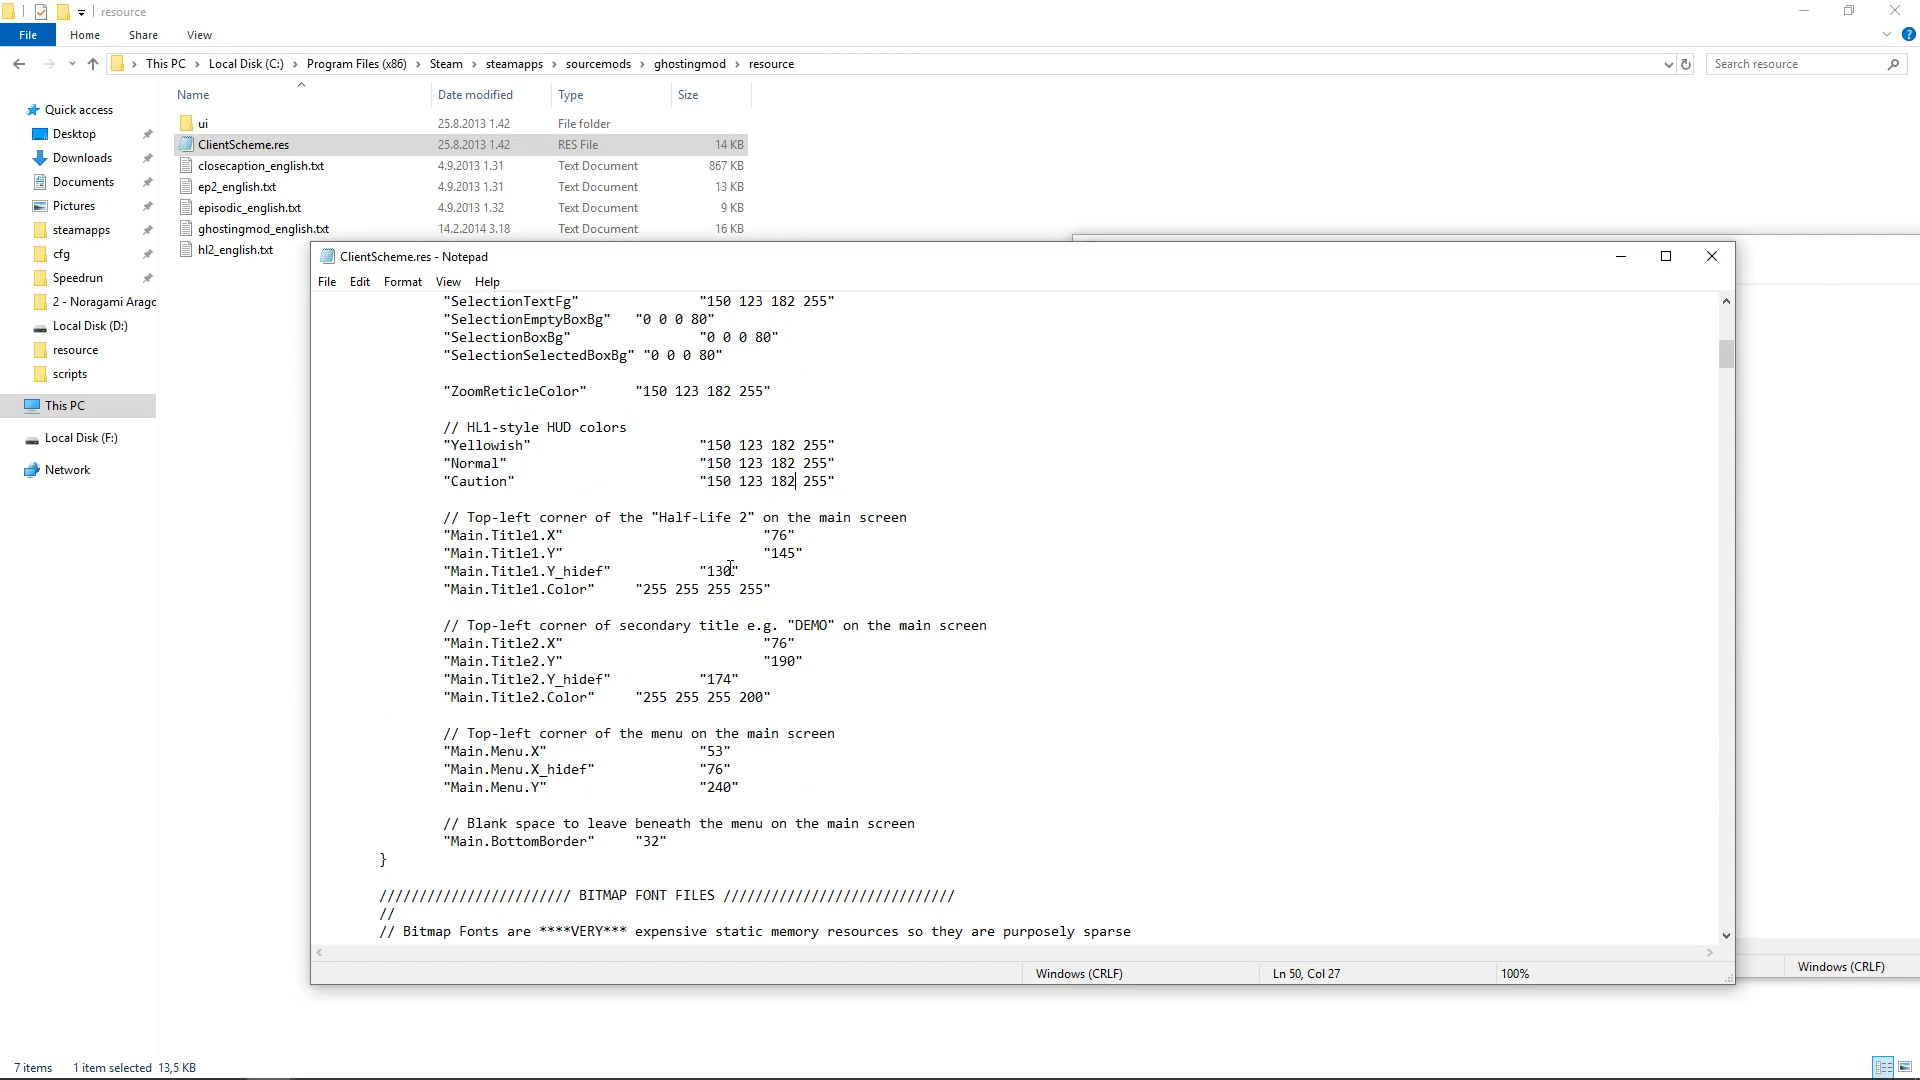 resource
File Home Share View
This PC Local Disk (C:) Program Files (x86) Steam steamapps sourcemods ghostingmod resource
Search resource
Name Date modified Type Size
Quick access
Desktop
Downloads
Documents
Pictures
steamapps
cfg
Speedrun
2 - Noragami Arago
Local Disk (D:)
resource
scripts
This PC
Local Disk (F:)
Network
ui 25.8.2013 1.42 File folder
ClientScheme.res 25.8.2013 1.42 RES File 14 KB
closecaption_english.txt 4.9.2013 1.31 Text Document 867 KB
ep2_english.txt 4.9.2013 1.31 Text Document 13 KB
episodic_english.txt 4.9.2013 1.32 Text Document 9 KB
ghostingmod_english.txt 14.2.2014 3.18 Text Document 16 KB
hl2_english.txt
ClientScheme.res - Notepad
File Edit Format View Help
"SelectionTextFg" "150 123 182 255"
"SelectionEmptyBoxBg" "0 0 0 80"
"SelectionBoxBg" "0 0 0 80"
"SelectionSelectedBoxBg" "0 0 0 80"
"ZoomReticleColor" "150 123 182 255"
// HL1-style HUD colors
"Yellowish" "150 123 182 255"
"Normal" "150 123 182 255"
"Caution" "150 123 182 255"
// Top-left corner of the "Half-Life 2" on the main screen
"Main.Title1.X" "76"
"Main.Title1.Y" "145"
"Main.Title1.Y_hidef" "130"
"Main.Title1.Color" "255 255 255 255"
// Top-left corner of secondary title e.g. "DEMO" on the main screen
"Main.Title2.X" "76"
"Main.Title2.Y" "190"
"Main.Title2.Y_hidef" "174"
"Main.Title2.Color" "255 255 255 200"
// Top-left corner of the menu on the main screen
"Main.Menu.X" "53"
"Main.Menu.X_hidef" "76"
"Main.Menu.Y" "240"
// Blank space to leave beneath the menu on the main screen
"Main.BottomBorder" "32"
}
//////////////////////// BITMAP FONT FILES /////////////////////////////
//
// Bitmap Fonts are ****VERY*** expensive static memory resources so they are purposely sparse
Windows (CRLF) Ln 50, Col 27 100%
Windows (CRLF)
7 items 1 item selected 13,5 KB